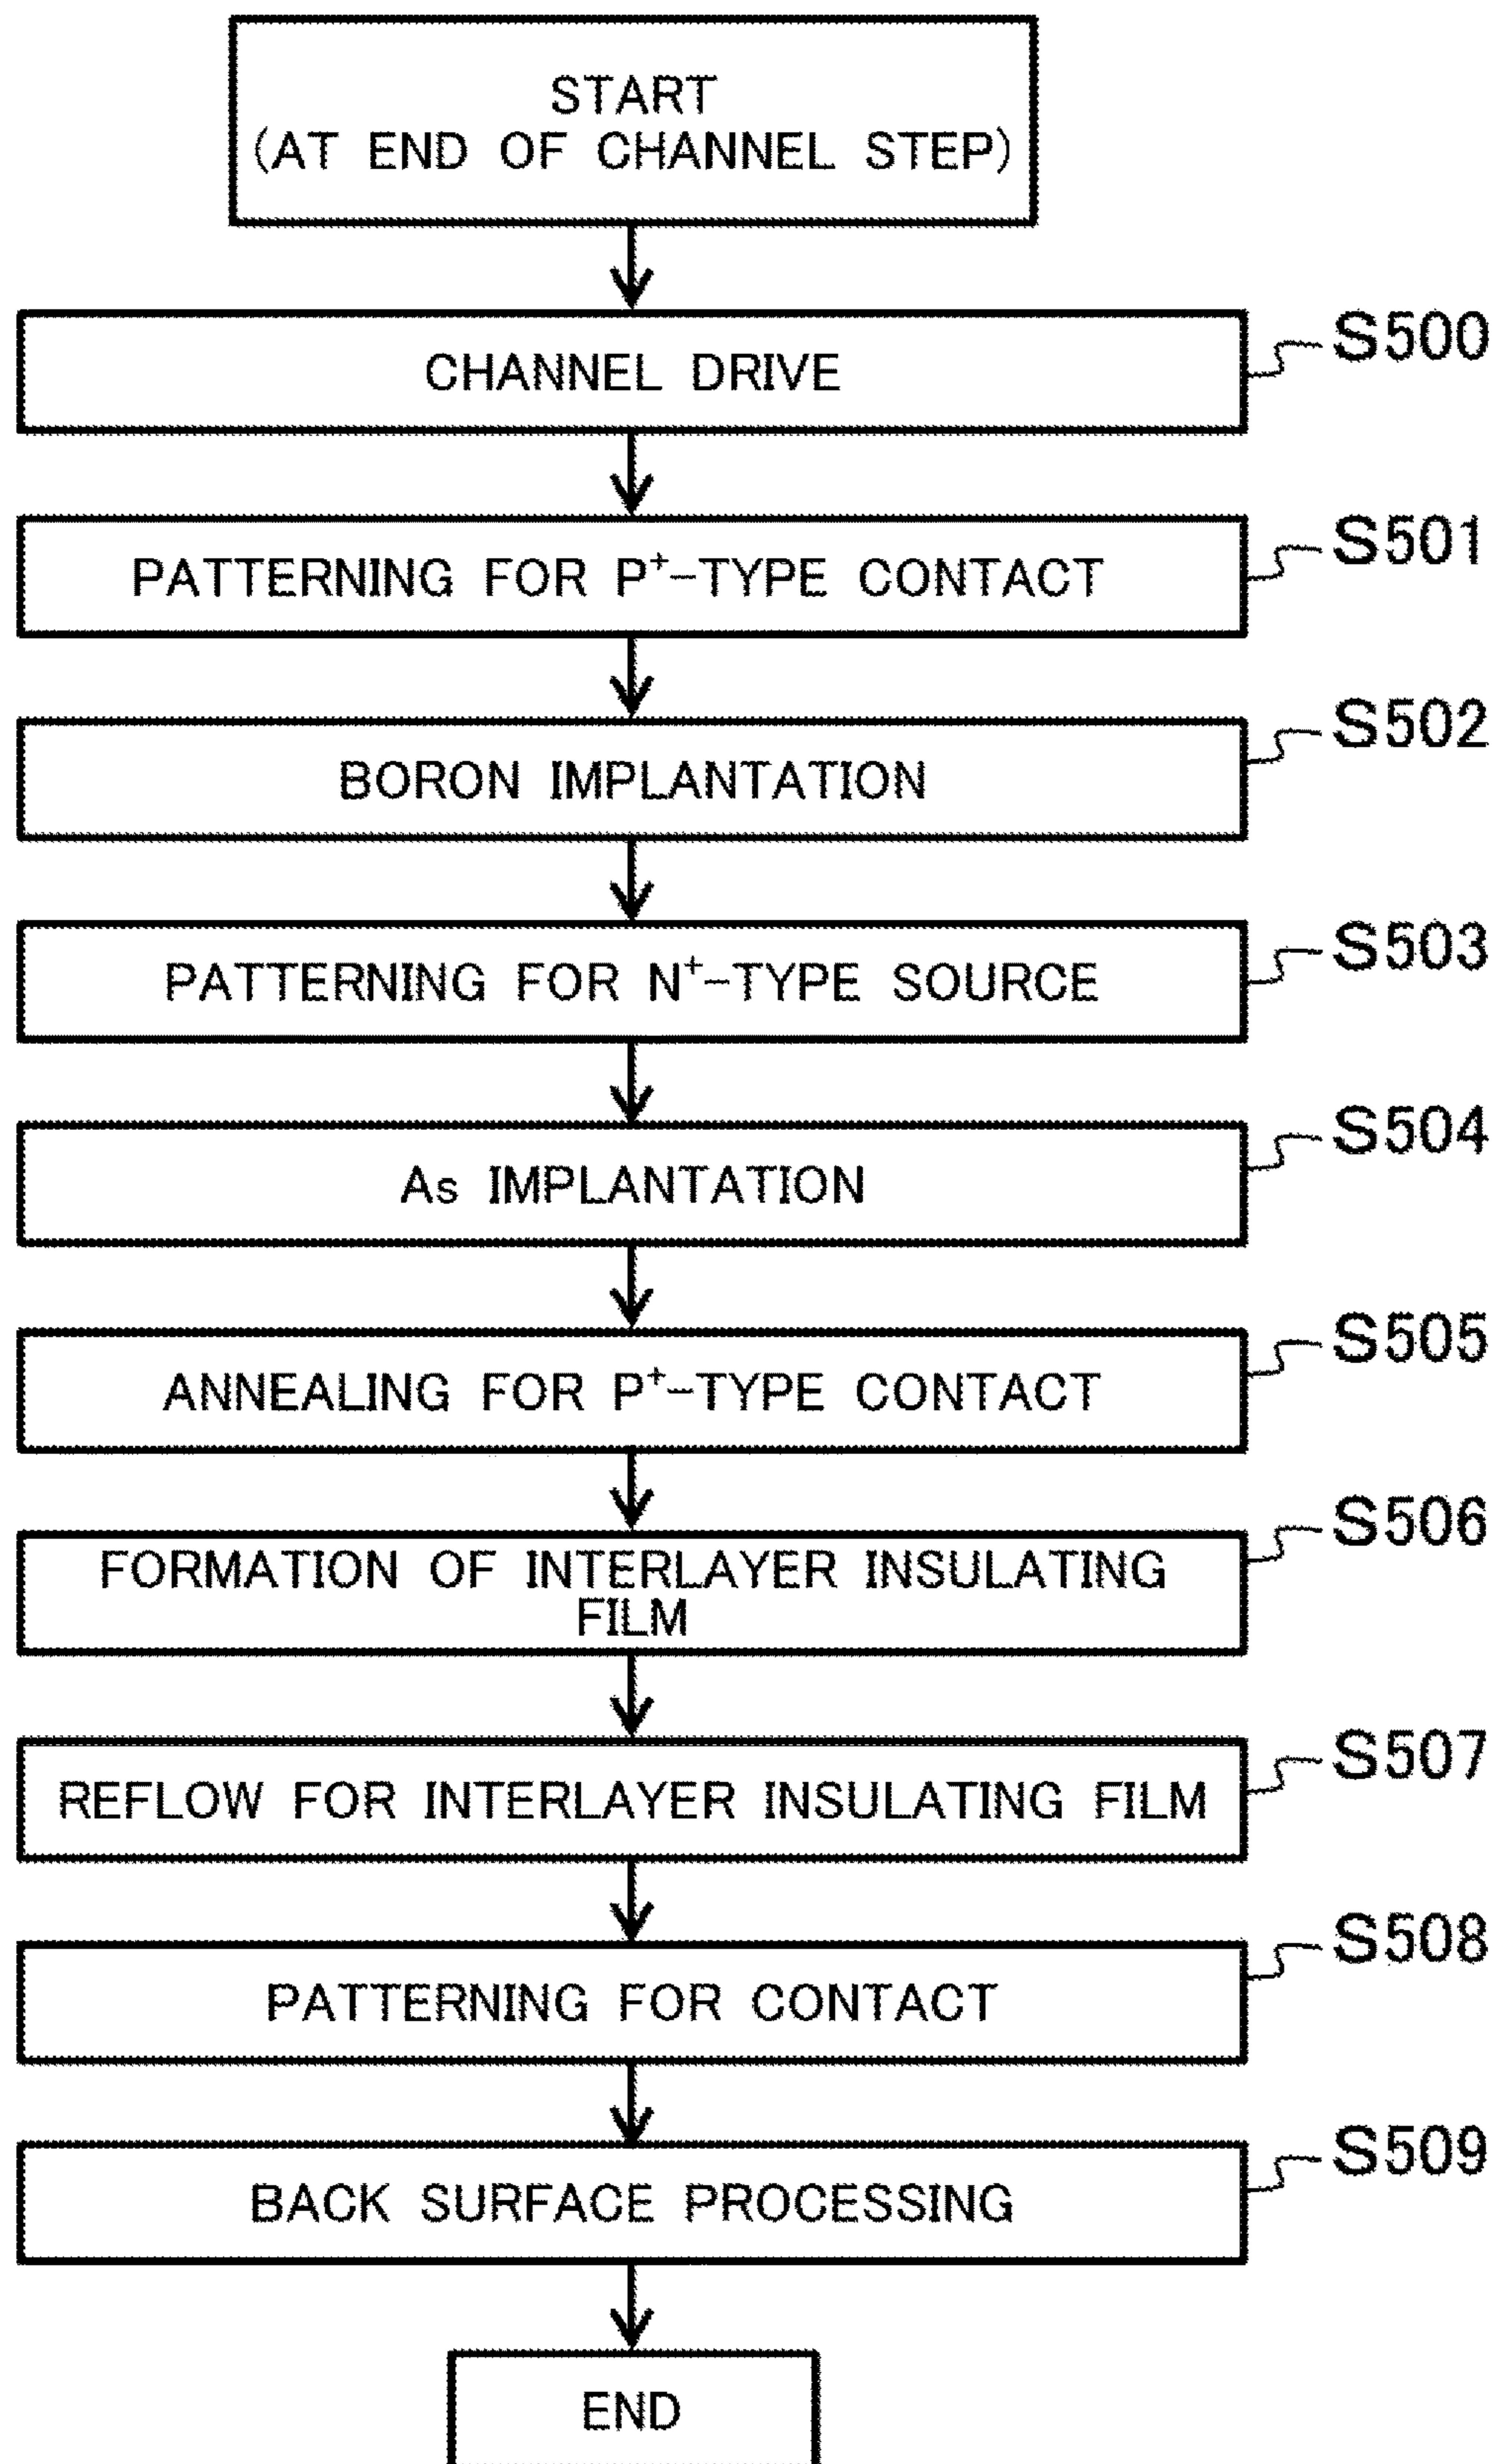 START
(AT END OF CHANNEL STEP)
CHANNEL DRIVE
S500
PATTERNING FOR P⁺-TYPE CONTACT
S501
BORON IMPLANTATION
S502
PATTERNING FOR N⁺-TYPE SOURCE
S503
As IMPLANTATION
S504
ANNEALING FOR P⁺-TYPE CONTACT
S505
FORMATION OF INTERLAYER INSULATING
FILM
S506
REFLOW FOR INTERLAYER INSULATING FILM
S507
PATTERNING FOR CONTACT
S508
BACK SURFACE PROCESSING
S509
END